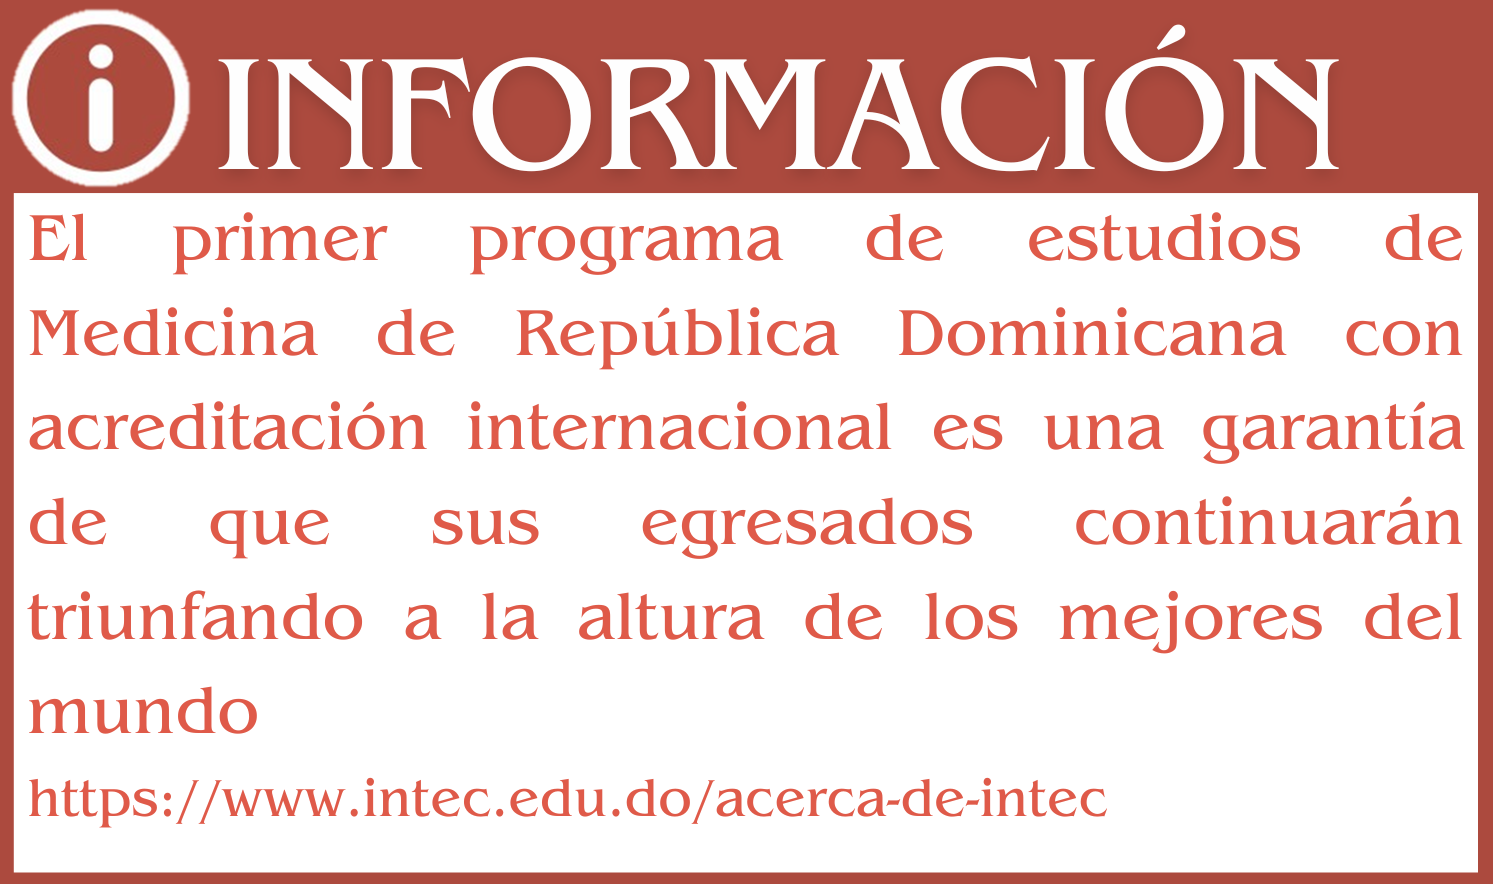 INFORMACIÓN
El primer programa de estudios de
Medicina de República Dominicana con
acreditación internacional es una garantía
de que sus egresados continuarán
triunfando a la altura de los mejores del
mundo
https://www.intec.edu.do/acerca-de-intec